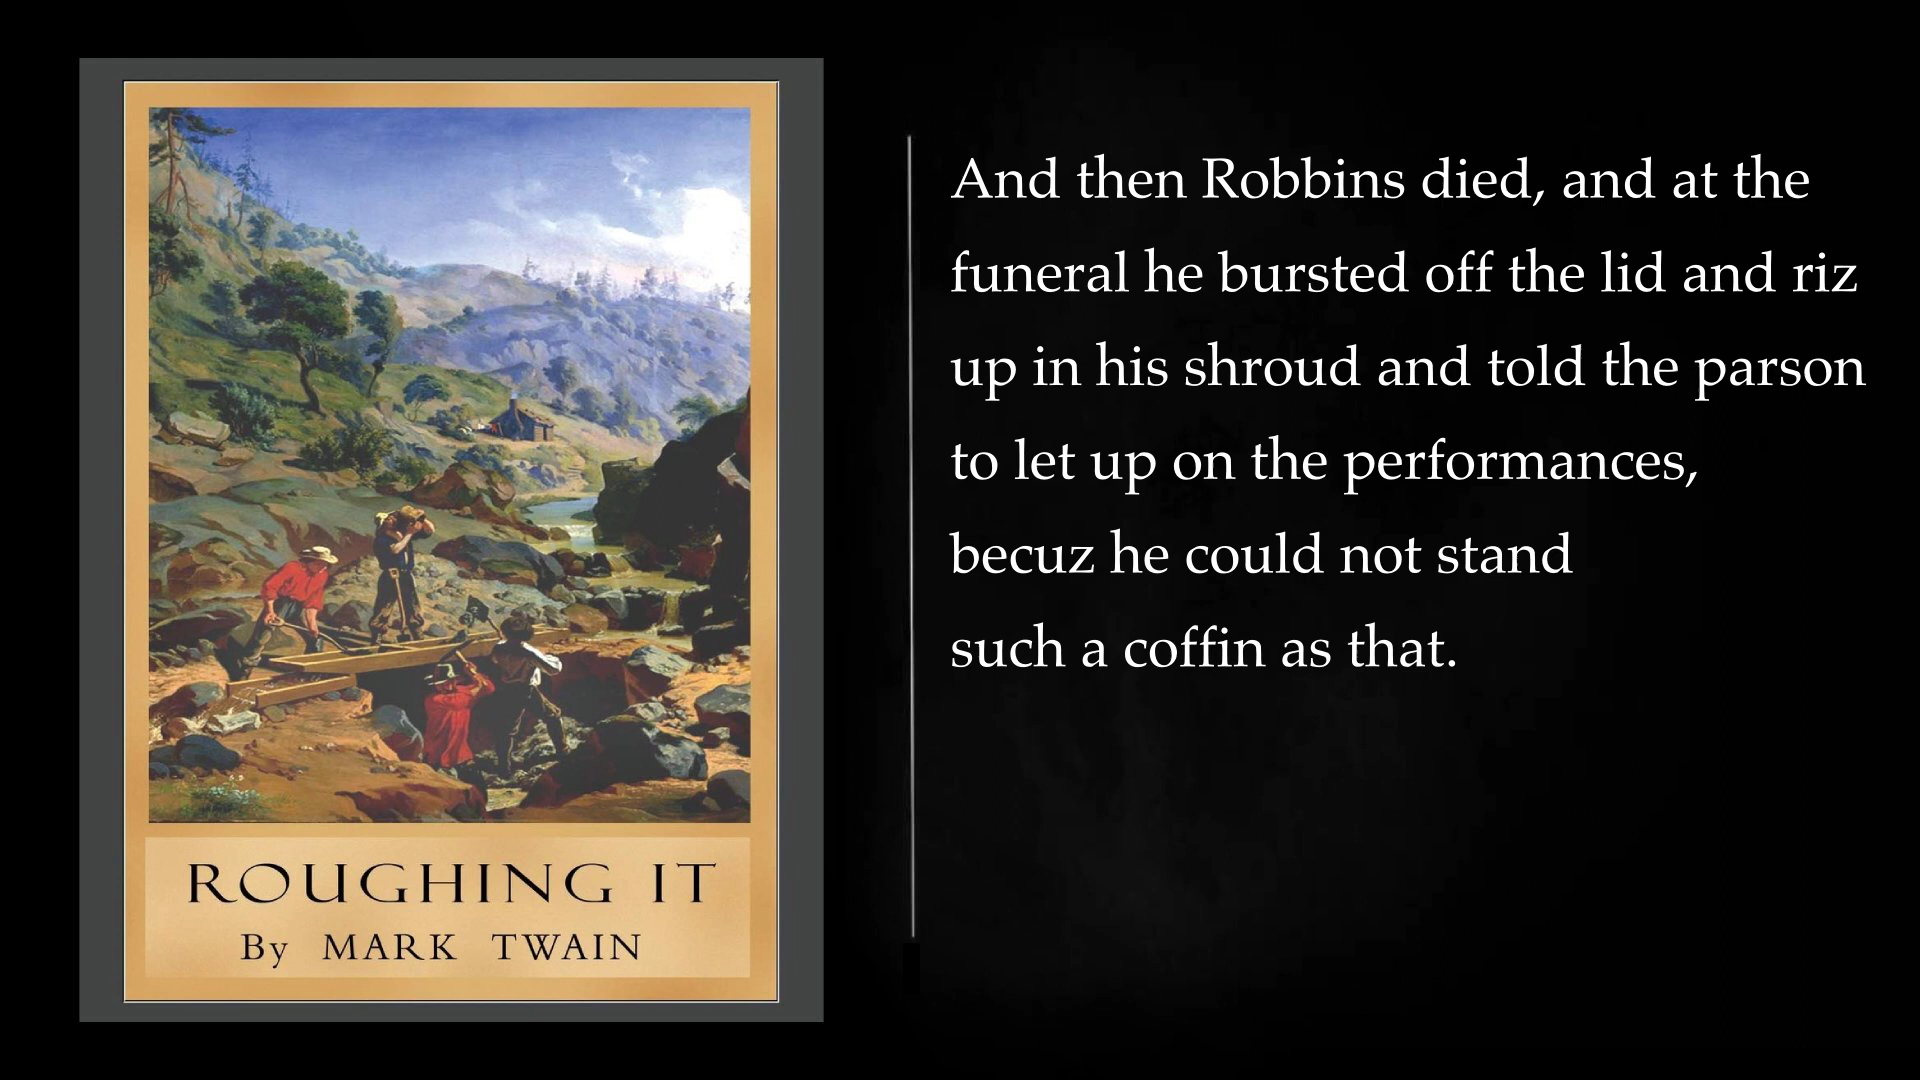 ROUGHING IT
By MARK TWAIN
And then Robbins died, and at the
funeral he bursted off the lid and riz
up in his shroud and told the parson
to let up on the performances,
becuz he could not stand
such a coffin as that.